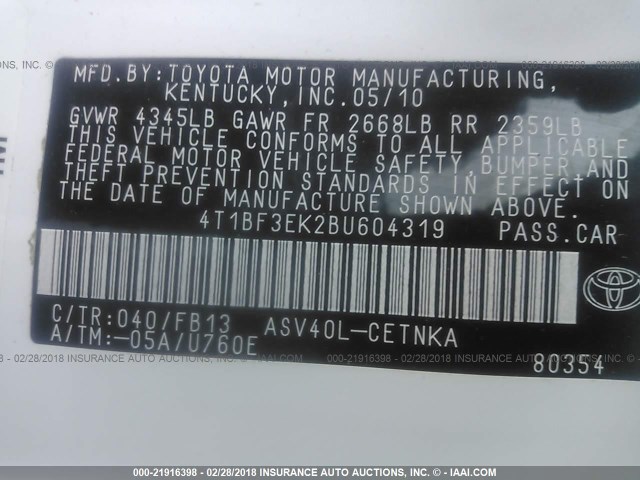 MFD.BY:TOYOTA MOTOR MANUFACTURING,
KENTUCKY,INC.05/10
GVWR 4345LB GAWR FR 2668LB RR 2359LB
THIS VEHICLE CONFORMS TO ALL APPLICABLE
FEDERAL MOTOR VEHICLE SAFETY,BUMPER AND
THEFT PREVENTION STANDARDS IN EFFECT ON
THE DATE OF MANUFACTURE SHOWN ABOVE.
4T1BF3EK2BU604319 PASS.CAR
C/TR:040/FB13 ASV40L-CETNKA
A/TM:-05A/U760E
80354
000-21916398 - 02/28/2018 INSURANCE AUTO AUCTIONS, INC. - IAAI.COM